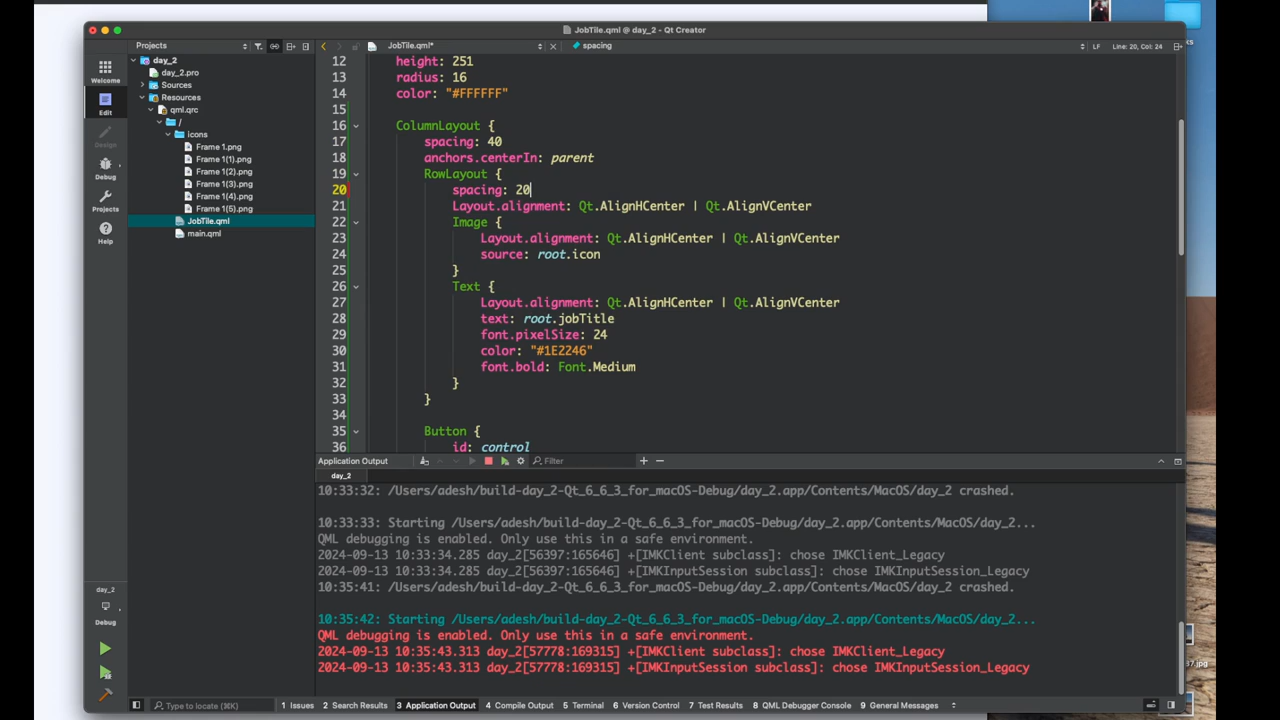 JobTile.qml @ day_2 - Qt Creator
Projects
JobTile.qml*
spacing
LF
Line: 20, Col: 24
Welcome
Edit
Design
Debug
Projects
Help
day_2
Debug
day_2
day_2.pro
Sources
Resources
qml.qrc
/
icons
Frame 1.png
Frame 1(1).png
Frame 1(2).png
Frame 1(3).png
Frame 1(4).png
Frame 1(5).png
JobTile.qml
main.qml
12 height: 251
13 radius: 16
14 color: "#FFFFFF"
15
16 ColumnLayout {
17 spacing: 40
18 anchors.centerIn: parent
19 RowLayout {
20 spacing: 20
21 Layout.alignment: Qt.AlignHCenter | Qt.AlignVCenter
22 Image {
23 Layout.alignment: Qt.AlignHCenter | Qt.AlignVCenter
24 source: root.icon
25 }
26 Text {
27 Layout.alignment: Qt.AlignHCenter | Qt.AlignVCenter
28 text: root.jobTitle
29 font.pixelSize: 24
30 color: "#1E2246"
31 font.bold: Font.Medium
32 }
33 }
34
35 Button {
36 id: control
Application Output
Filter
day_2
10:33:32: /Users/adesh/build-day_2-Qt_6_6_3_for_macOS-Debug/day_2.app/Contents/MacOS/day_2 crashed.
10:33:33: Starting /Users/adesh/build-day_2-Qt_6_6_3_for_macOS-Debug/day_2.app/Contents/MacOS/day_2...
QML debugging is enabled. Only use this in a safe environment.
2024-09-13 10:33:34.285 day_2[56397:165646] +[IMKClient subclass]: chose IMKClient_Legacy
2024-09-13 10:33:34.285 day_2[56397:165646] +[IMKInputSession subclass]: chose IMKInputSession_Legacy
10:35:41: /Users/adesh/build-day_2-Qt_6_6_3_for_macOS-Debug/day_2.app/Contents/MacOS/day_2 crashed.
10:35:42: Starting /Users/adesh/build-day_2-Qt_6_6_3_for_macOS-Debug/day_2.app/Contents/MacOS/day_2...
QML debugging is enabled. Only use this in a safe environment.
2024-09-13 10:35:43.313 day_2[57778:169315] +[IMKClient subclass]: chose IMKClient_Legacy
2024-09-13 10:35:43.313 day_2[57778:169315] +[IMKInputSession subclass]: chose IMKInputSession_Legacy
Type to locate (⌘K)
1 Issues
2 Search Results
3 Application Output
4 Compile Output
5 Terminal
6 Version Control
7 Test Results
8 QML Debugger Console
9 General Messages
ks
37.jpg